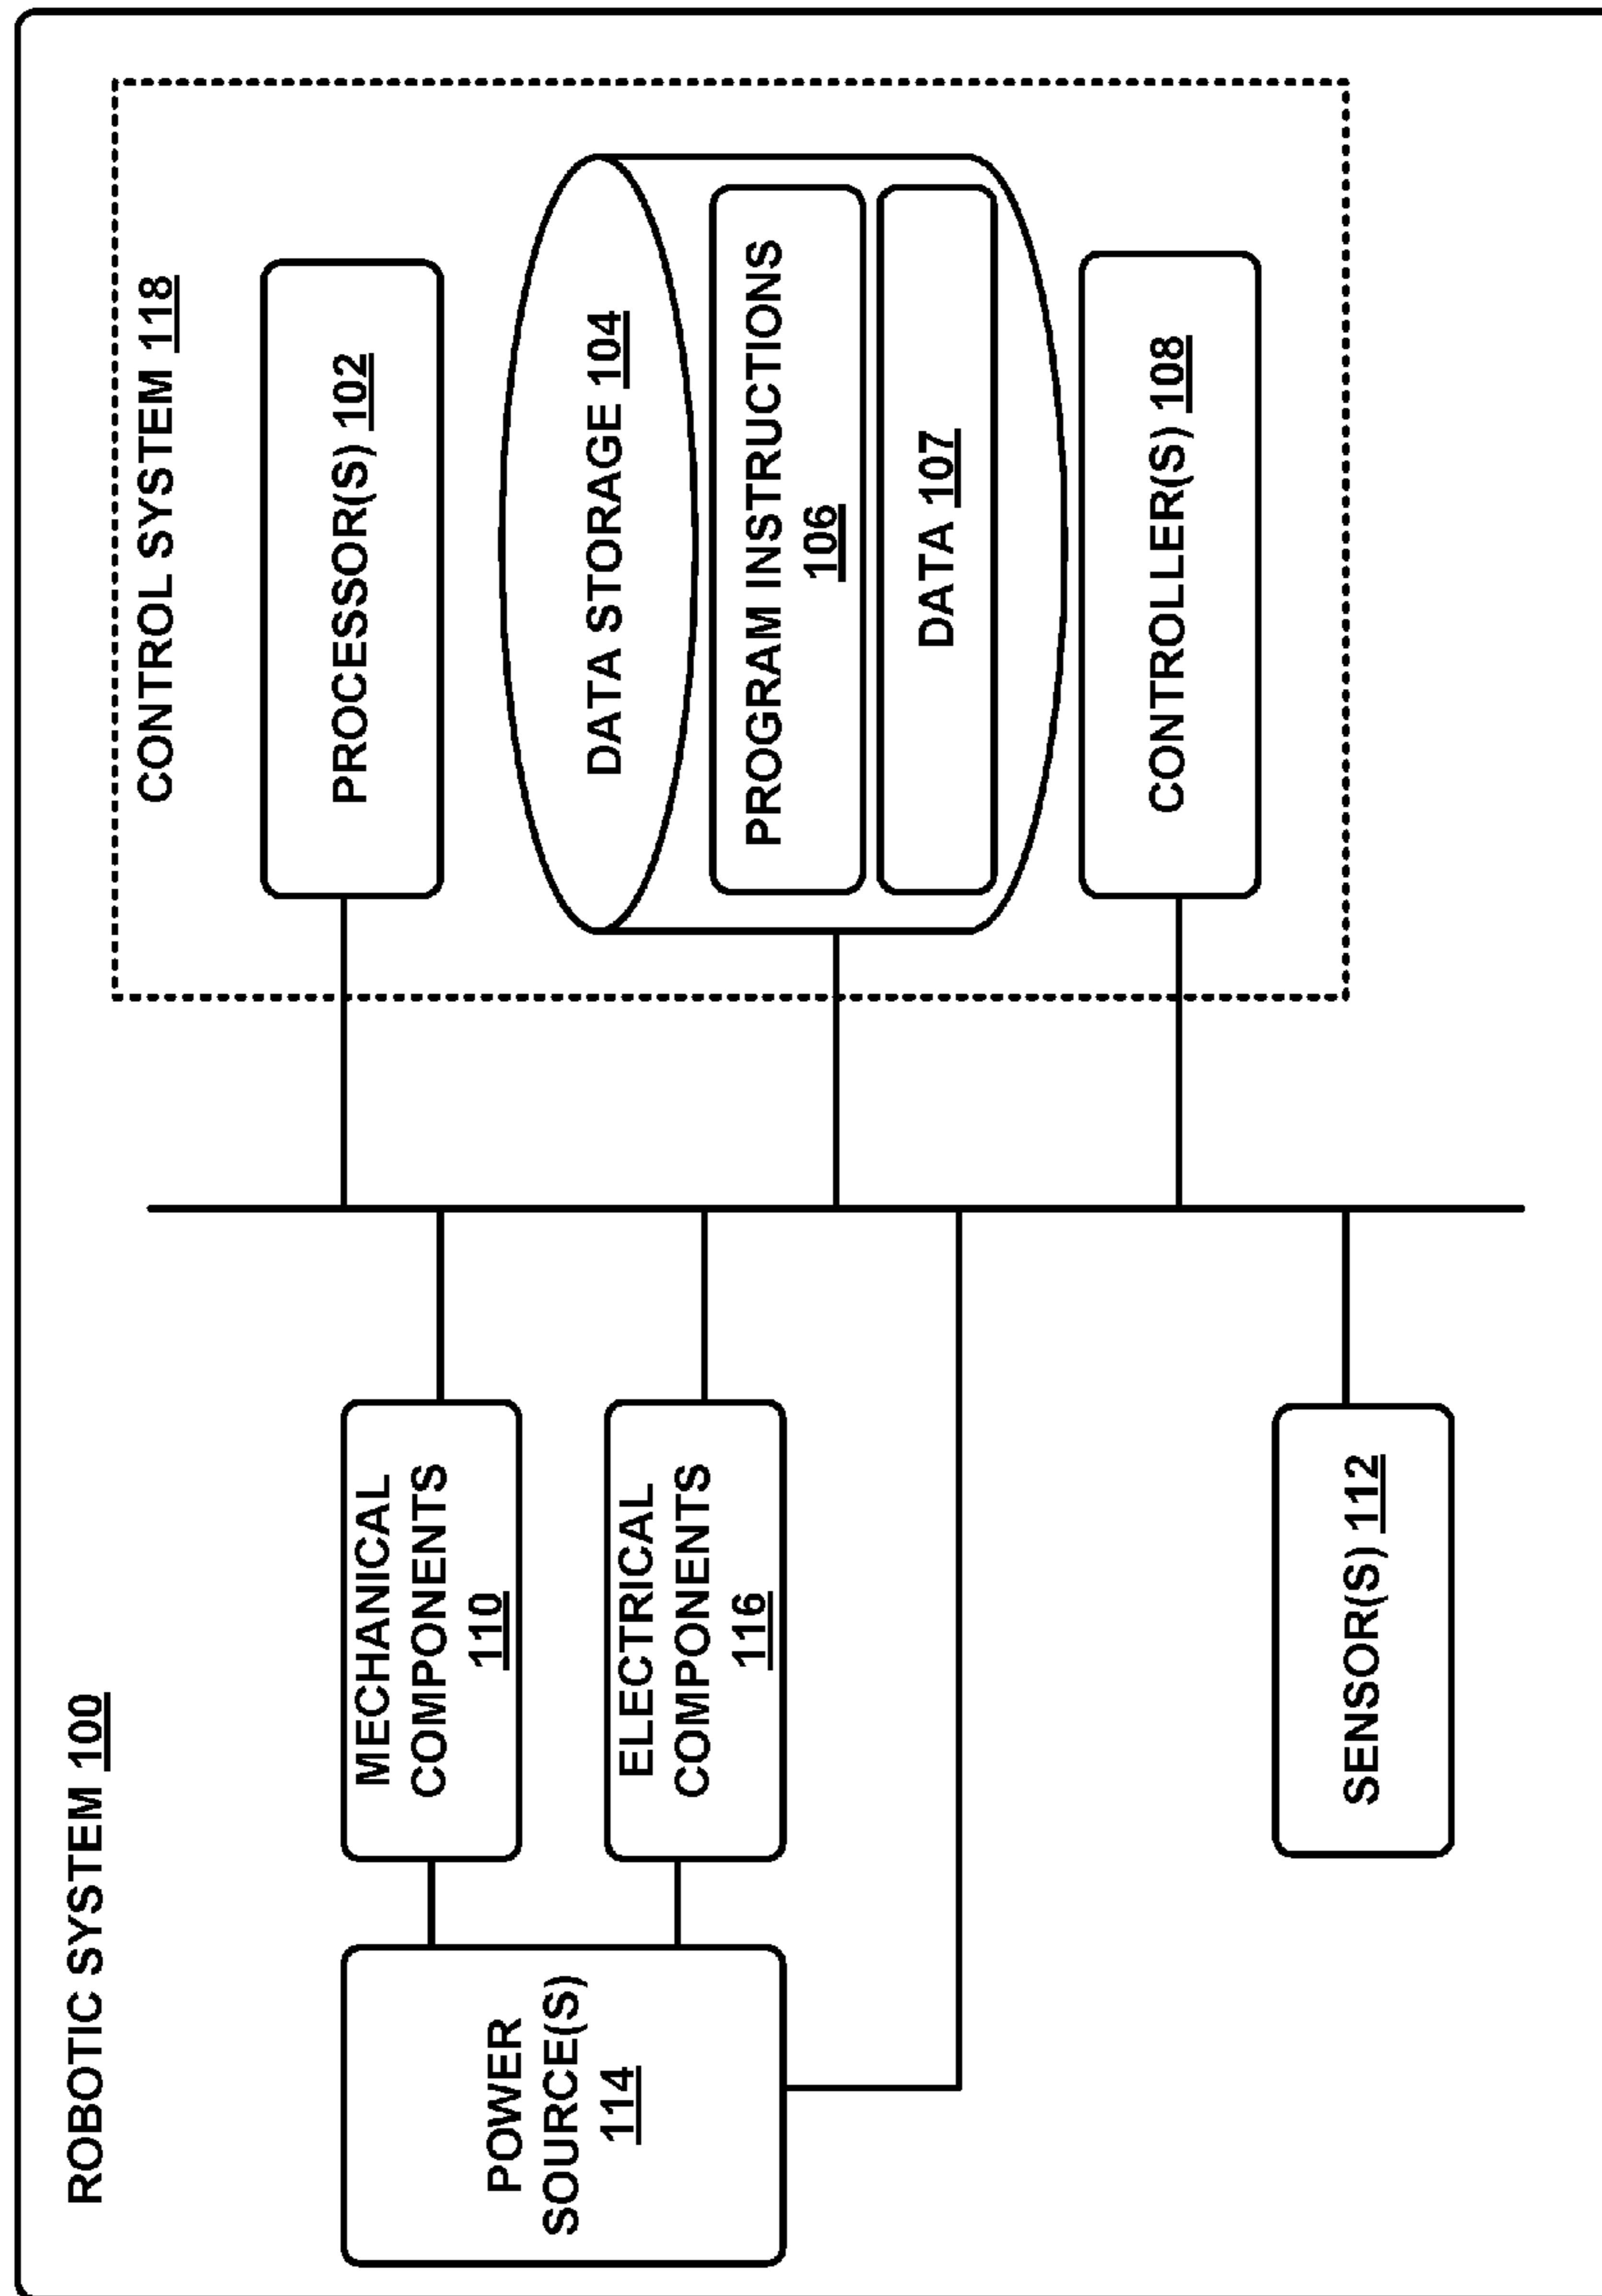 ROBOTIC SYSTEM 100
CONTROL SYSTEM 118
POWER
SOURCE(S)
114
MECHANICAL
COMPONENTS
110
ELECTRICAL
COMPONENTS
116
SENSOR(S) 112
PROCESSOR(S) 102
DATA STORAGE 104
PROGRAM INSTRUCTIONS
106
DATA 107
CONTROLLER(S) 108